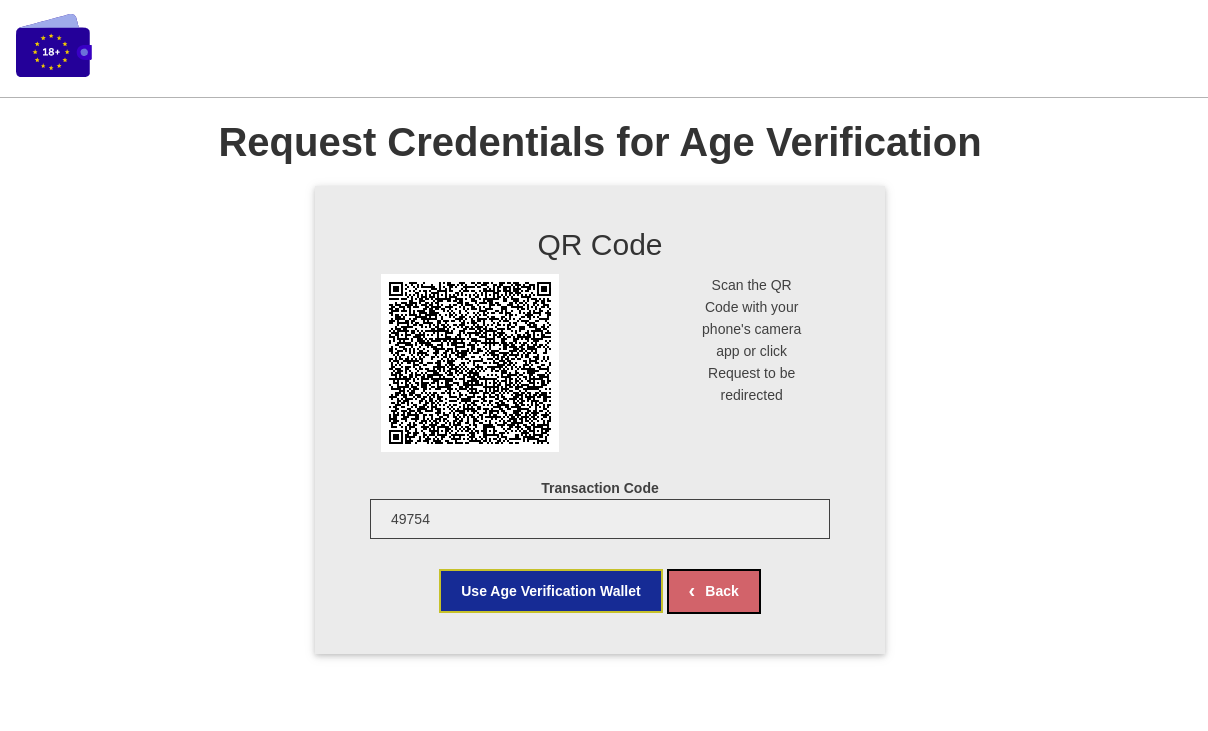 18+
Request Credentials for Age Verification
QR Code
Scan the QR
Code with your
phone's camera
app or click
Request to be
redirected
Transaction Code
49754
Use Age Verification Wallet
‹ Back